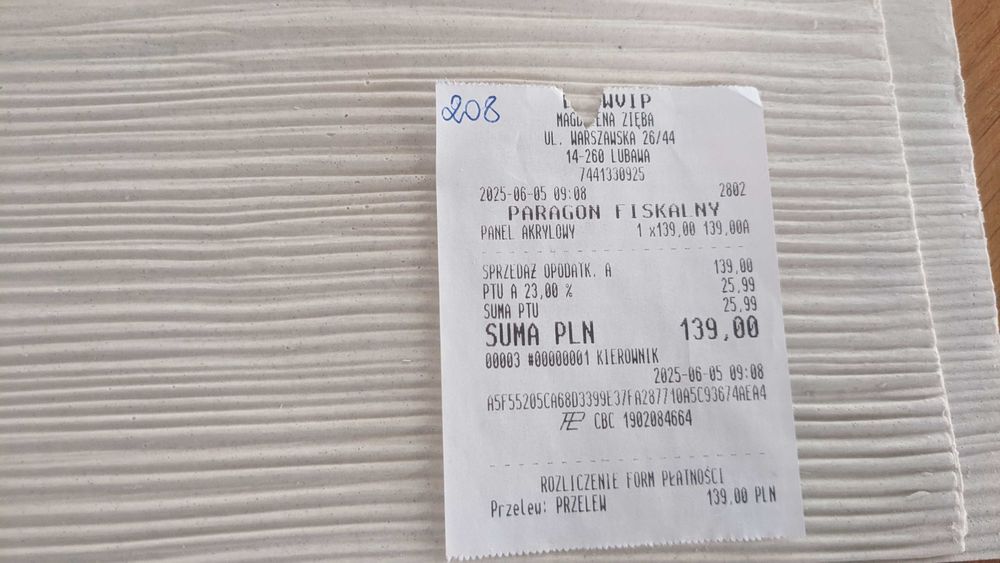 208
MAGDALENA ZIĘBA
UL. WARSZAWSKA 26/44
14-260 LUBAWA
7441330925
2025-06-05 09:08 2802
PARAGON FISKALNY
PANEL AKRYLOWY 1 x139,00 139,00A
SPRZEDAŻ OPODATK. A 139,00
PTU A 23,00 % 25,99
SUMA PTU 25,99
SUMA PLN 139,00
00003 #00000001 KIEROWNIK
2025-06-05 09:08
A5F55205CA68D3399E37FA287710A5C93674AEA4
CBC 1902084664
ROZLICZENIE FORM PŁATNOŚCI
Przelew: PRZELEW 139,00 PLN